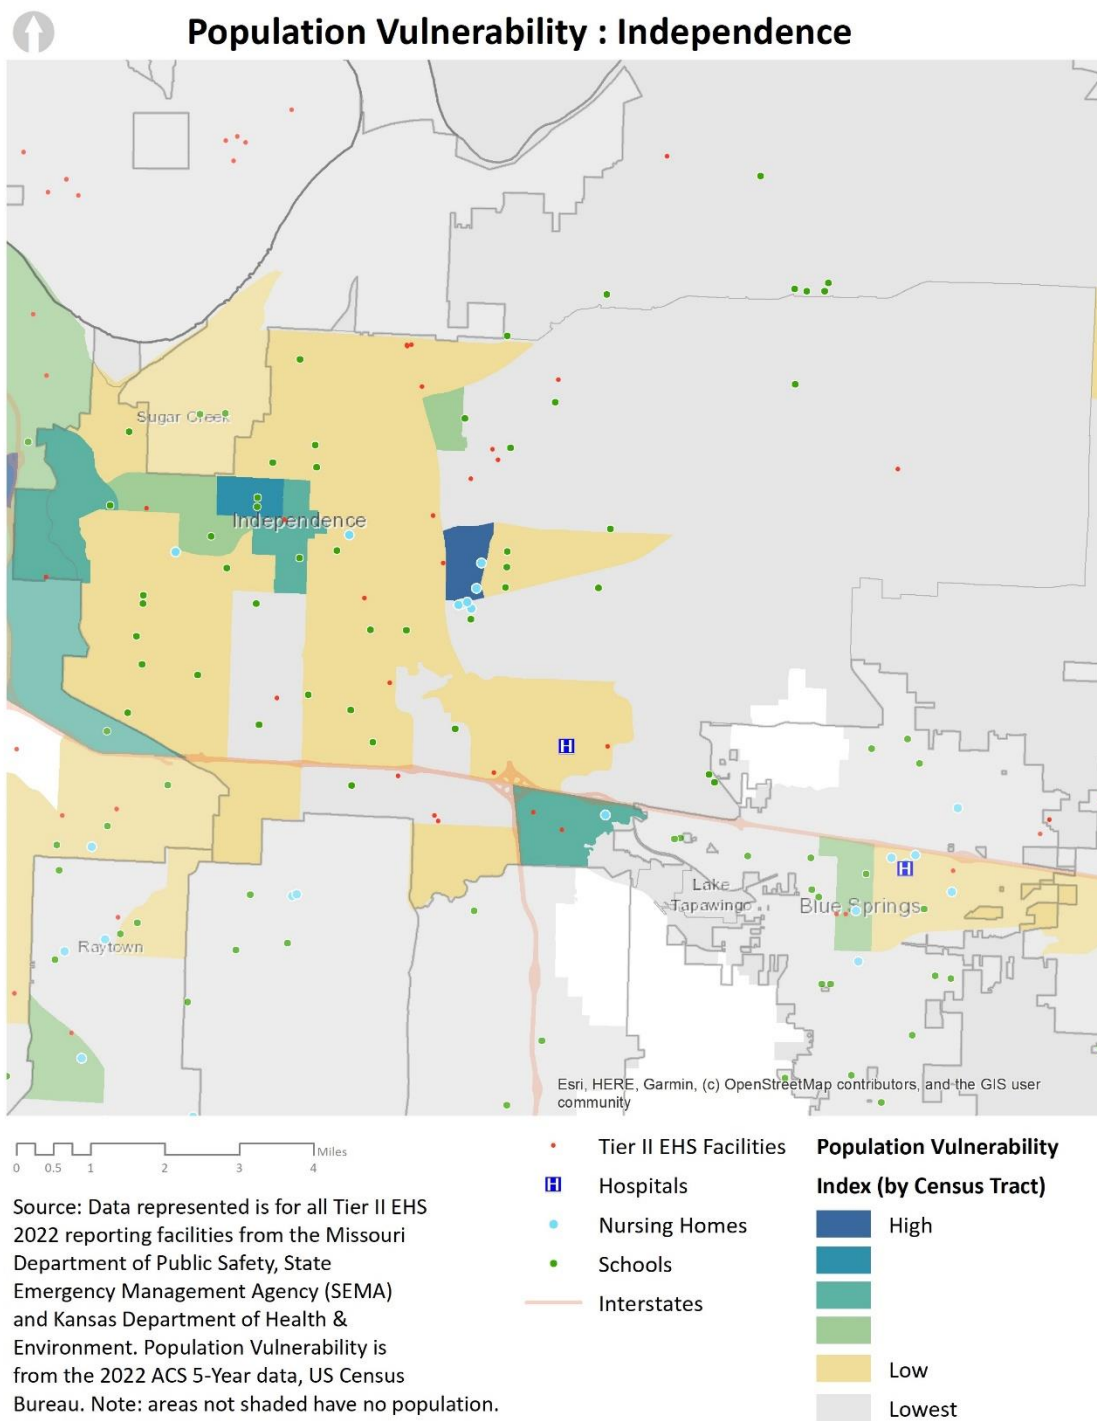 Population Vulnerability : Independence
Sugar Creek
Independence
H
H
Lake
Tapawingo
Blue Springs
Raytown
Esri, HERE, Garmin, (c) OpenStreetMap contributors, and the GIS user
community
0 0.5 1 2 3 4 Miles
Source: Data represented is for all Tier II EHS
2022 reporting facilities from the Missouri
Department of Public Safety, State
Emergency Management Agency (SEMA)
and Kansas Department of Health &
Environment. Population Vulnerability is
from the 2022 ACS 5-Year data, US Census
Bureau. Note: areas not shaded have no population.
Tier II EHS Facilities
H Hospitals
Nursing Homes
Schools
Interstates
Population Vulnerability
Index (by Census Tract)
High
Low
Lowest